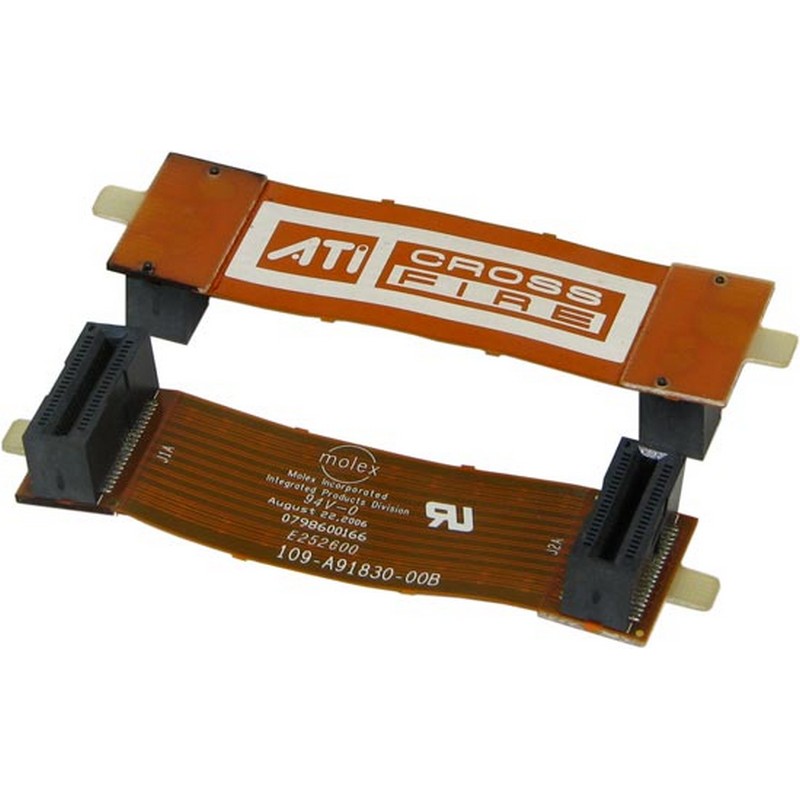 ATi
CROSS
FIRE
molex
Molex Incorporated
Integrated Products Division
94V-0
August 22,2006
0798600166
E252600
109-A91830-00B
J1A
J2A